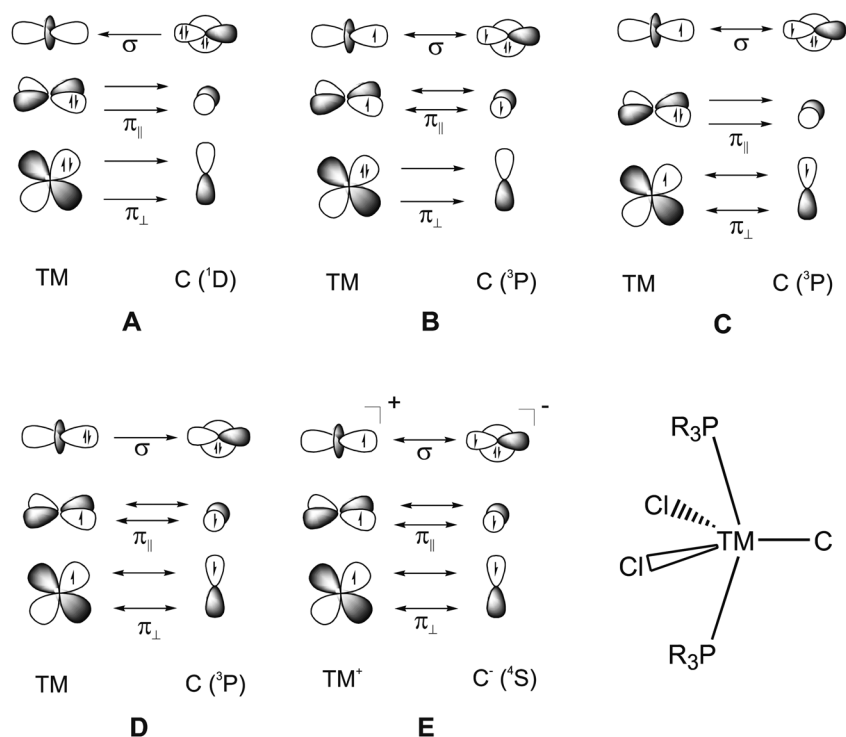 σ
π||
π⊥
TM C (¹D)
A
σ
π||
π⊥
TM C (³P)
B
σ
π||
π⊥
TM C (³P)
C
σ
π||
π⊥
TM C (³P)
D
+ -
σ
π||
π⊥
TM⁺ C⁻ (⁴S)
E
R₃P
Cl
TM C
Cl
R₃P